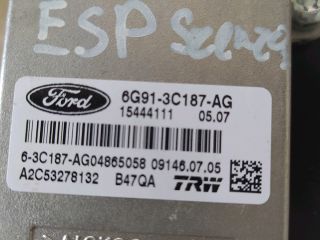 ESP
Ford
6G91-3C187-AG
15444111 05.07
6-3C187-AG04865058 09146.07.05
A2C53278132 B47QA TRW